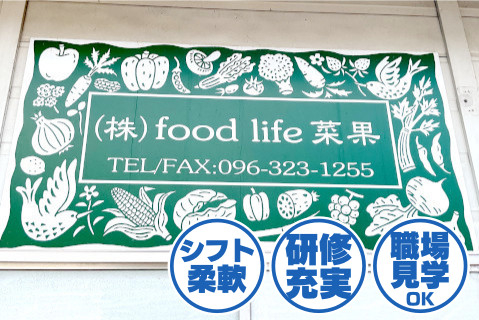 (株) food life 菜果
TEL/FAX:096-323-1255
シフト
柔軟
研修
充実
職場
見学
OK